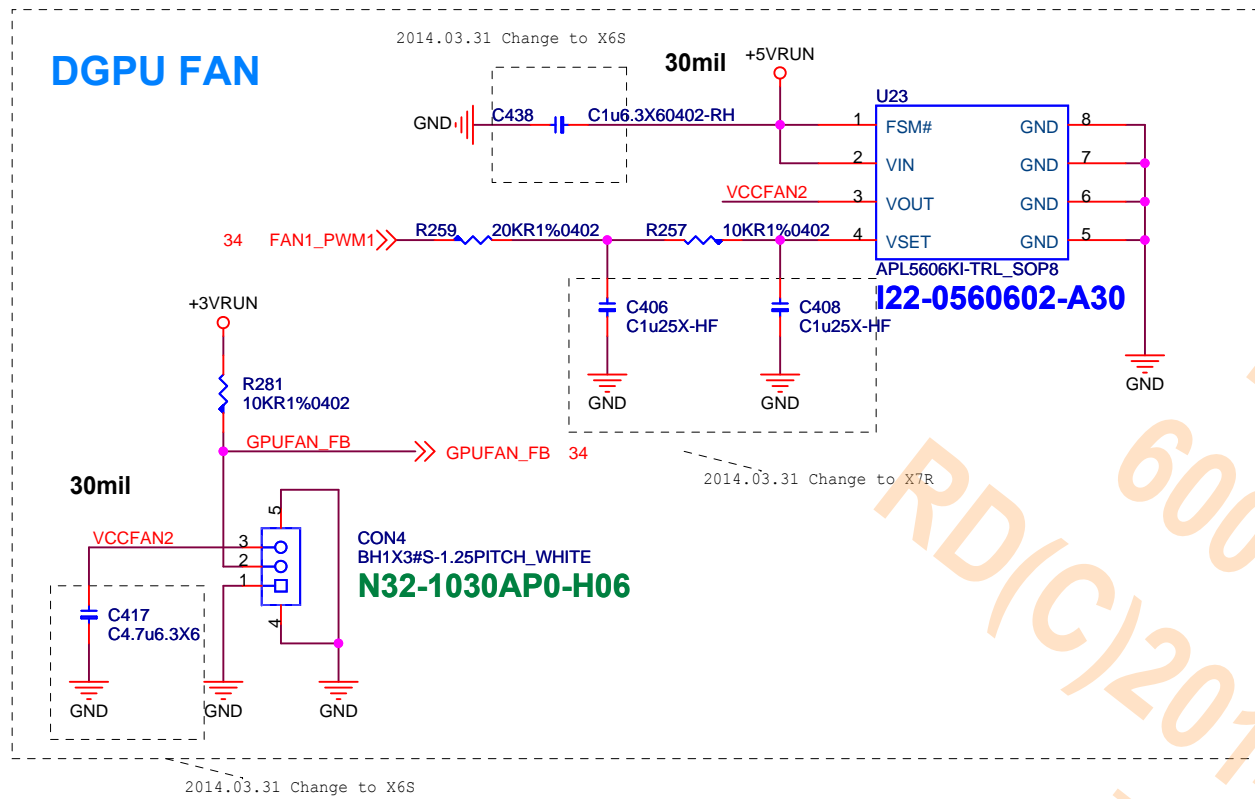 2014.03.31 Change to X6S
DGPU FAN
30mil
+5VRUN
U23
GND
C438
C1u6.3X60402-RH
1
FSM#
GND
8
2
VIN
GND
7
VCCFAN2
3
VOUT
GND
6
34
FAN1_PWM1
R259
20KR1%0402
R257
10KR1%0402
4
VSET
GND
5
APL5606KI-TRL_SOP8
I22-0560602-A30
C406
C1u25X-HF
C408
C1u25X-HF
+3VRUN
R281
10KR1%0402
GND
GND
GND
GPUFAN_FB
GPUFAN_FB
34
2014.03.31 Change to X7R
30mil
5
VCCFAN2
3
2
1
4
CON4
BH1X3#S-1.25PITCH_WHITE
N32-1030AP0-H06
C417
C4.7u6.3X6
GND
GND
GND
2014.03.31 Change to X6S
600
RD(C)201